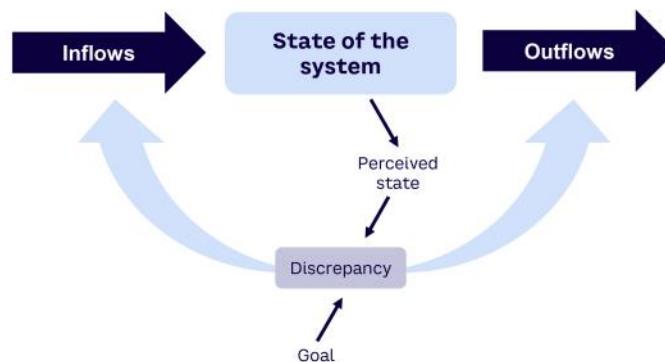 Inflows
State of the
system
Outflows
Perceived
state
Discrepancy
Goal